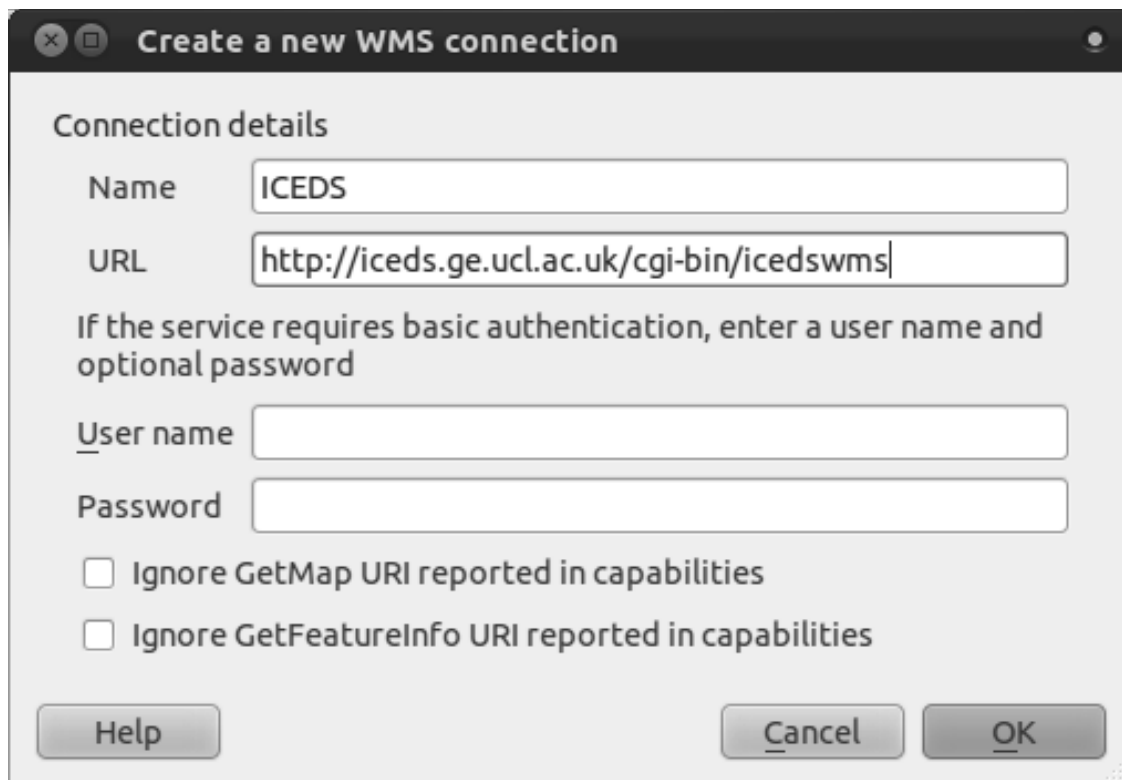 Create a new WMS connection
Connection details
Name ICEDS
URL http://iceds.ge.ucl.ac.uk/cgi-bin/icedswms
If the service requires basic authentication, enter a user name and
optional password
User name
Password
Ignore GetMap URI reported in capabilities
Ignore GetFeatureInfo URI reported in capabilities
Help Cancel OK